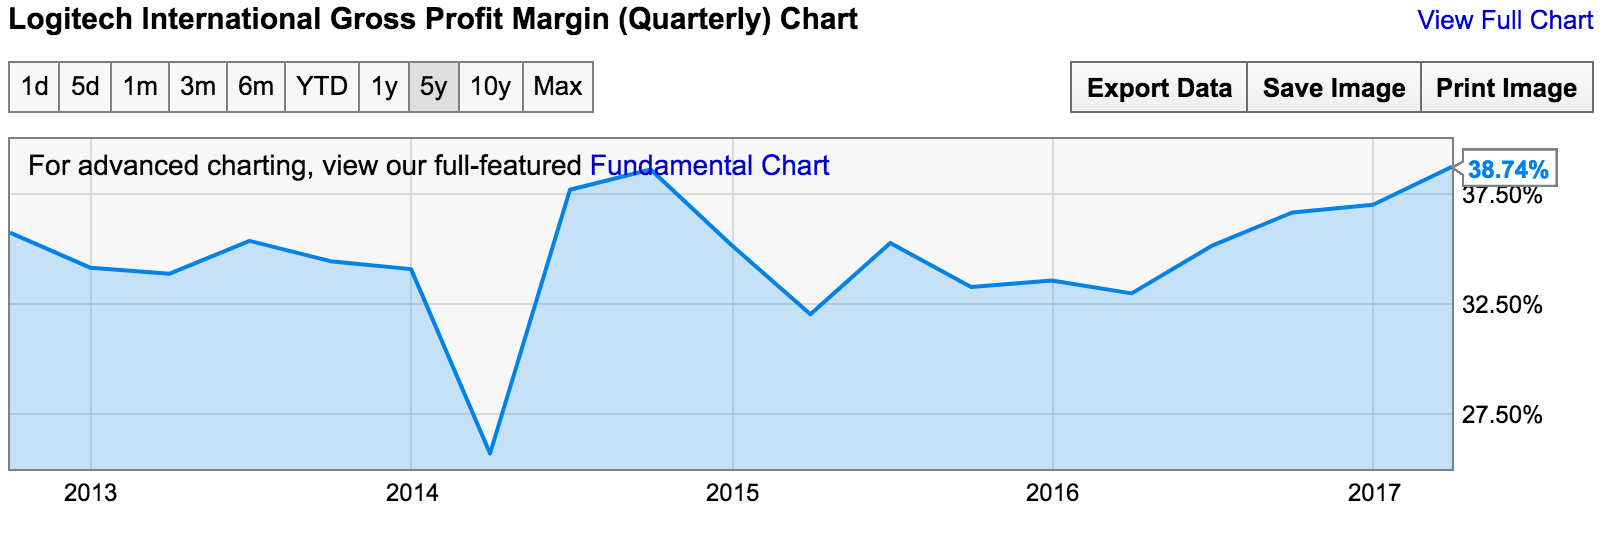 Logitech International Gross Profit Margin (Quarterly) Chart
View Full Chart
1d 5d 1m 3m 6m YTD 1y 5y 10y Max
Export Data Save Image Print Image
For advanced charting, view our full-featured Fundamental Chart
38.74%
37.50%
32.50%
27.50%
2013 2014 2015 2016 2017